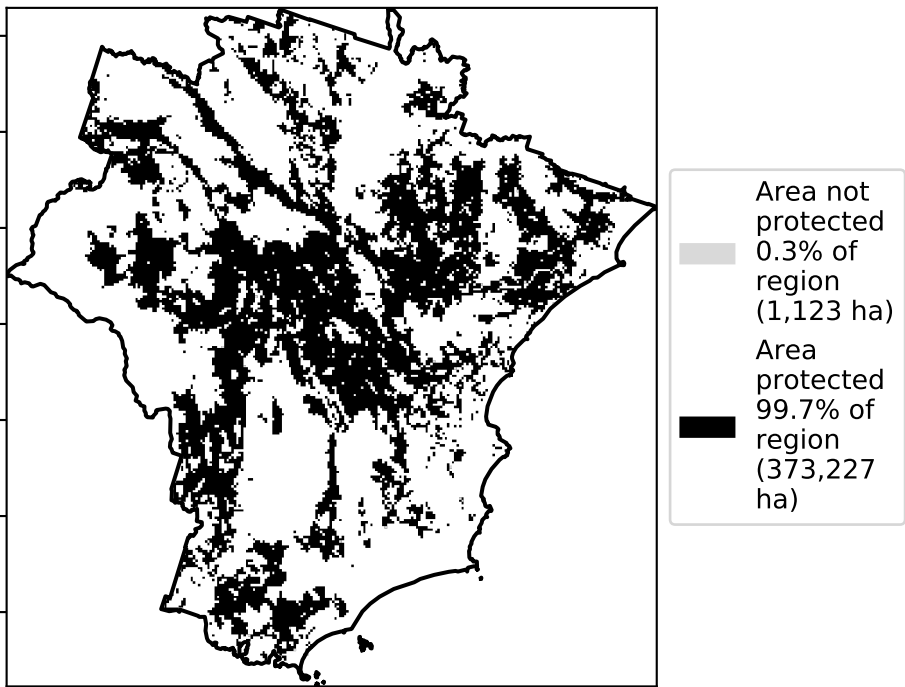 Area not
protected
0.3% of
region
(1,123 ha)
Area
protected
99.7% of
region
(373,227
ha)